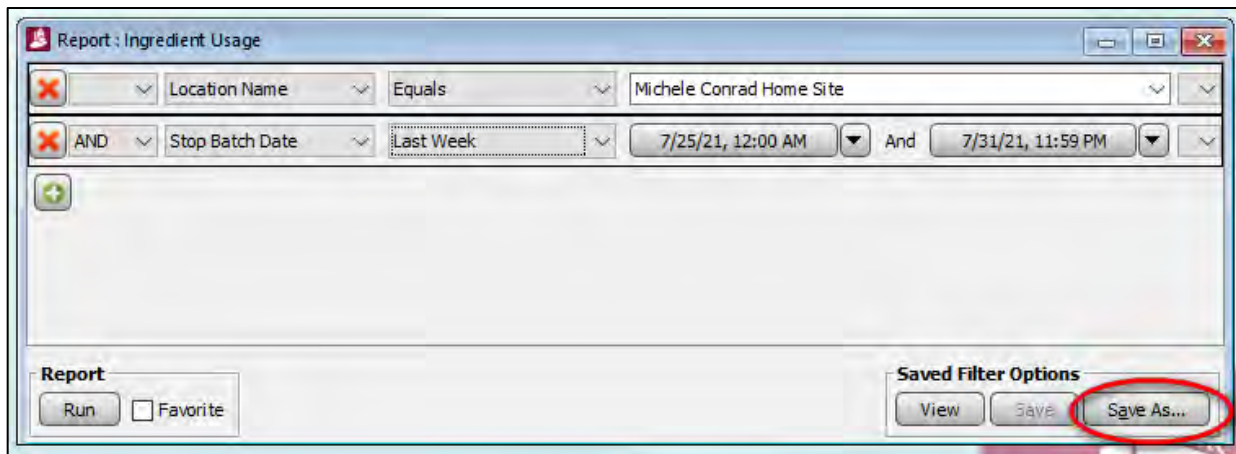 Report : Ingredient Usage
Location Name Equals Michele Conrad Home Site
AND Stop Batch Date Last Week 7/25/21, 12:00 AM And 7/31/21, 11:59 PM
Report Saved Filter Options
Run Favorite View Save Save As...